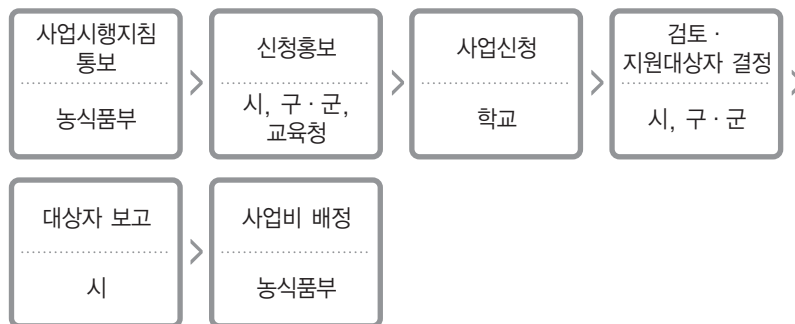 사업시행지침
통보
농식품부
신청홍보
시, 구·군,
교육청
사업신청
학교
검토·
지원대상자 결정
시, 구·군
대상자 보고
시
사업비 배정
농식품부